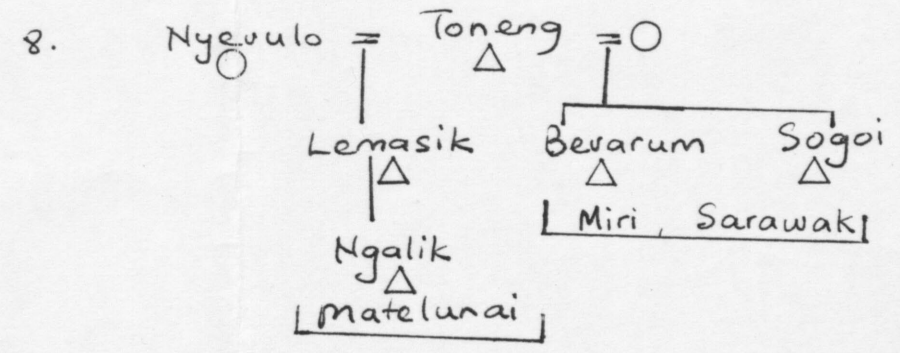 8. Nyevulo = Toneng =
Lemasik Bevarum Sogoi
Miri, Sarawak
Ngalik
Matelunai